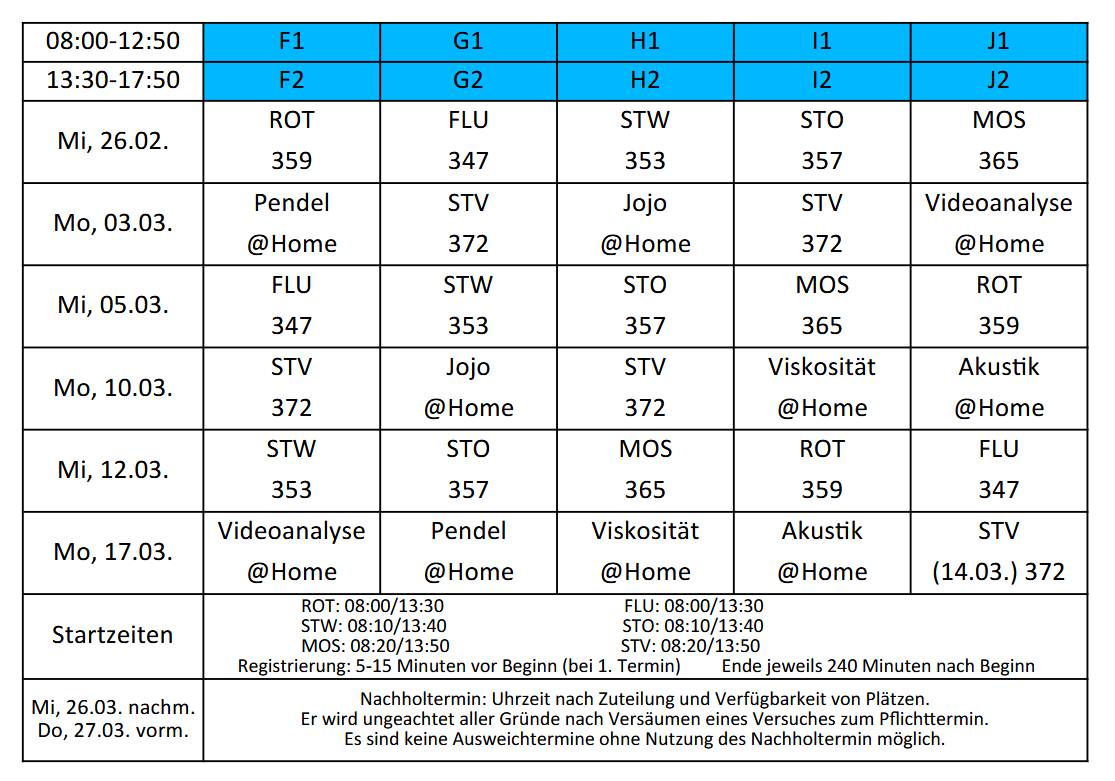 08:00-12:50 F1 G1 H1 I1 J1
13:30-17:50 F2 G2 H2 I2 J2
Mi, 26.02. ROT FLU STW STO MOS
359 347 353 357 365
Mo, 03.03. Pendel STV Jojo STV Videoanalyse
@Home 372 @Home 372 @Home
Mi, 05.03. FLU STW STO MOS ROT
347 353 357 365 359
Mo, 10.03. STV Jojo STV Viskosität Akustik
372 @Home 372 @Home @Home
Mi, 12.03. STW STO MOS ROT FLU
353 357 365 359 347
Mo, 17.03. Videoanalyse Pendel Viskosität Akustik STV
@Home @Home @Home @Home (14.03.) 372
Startzeiten
ROT: 08:00/13:30 FLU: 08:00/13:30
STW: 08:10/13:40 STO: 08:10/13:40
MOS: 08:20/13:50 STV: 08:20/13:50
Registrierung: 5-15 Minuten vor Beginn (bei 1. Termin) Ende jeweils 240 Minuten nach Beginn
Mi, 26.03. nachm.
Do, 27.03. vorm.
Nachholtermin: Uhrzeit nach Zuteilung und Verfügbarkeit von Plätzen.
Er wird ungeachtet aller Gründe nach Versäumen eines Versuches zum Pflichttermin.
Es sind keine Ausweichtermine ohne Nutzung des Nachholtermin möglich.